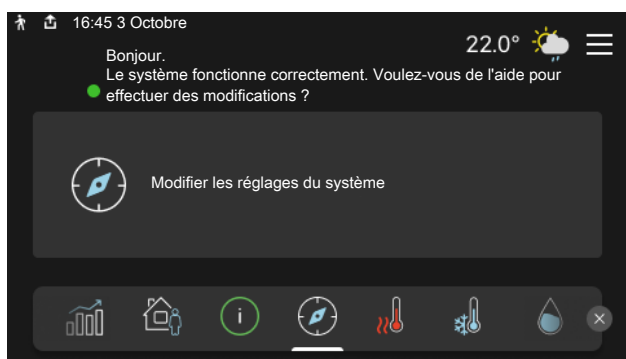 16:45 3 Octobre
22.0°
Bonjour.
Le système fonctionne correctement. Voulez-vous de l'aide pour
effectuer des modifications ?
Modifier les réglages du système
i